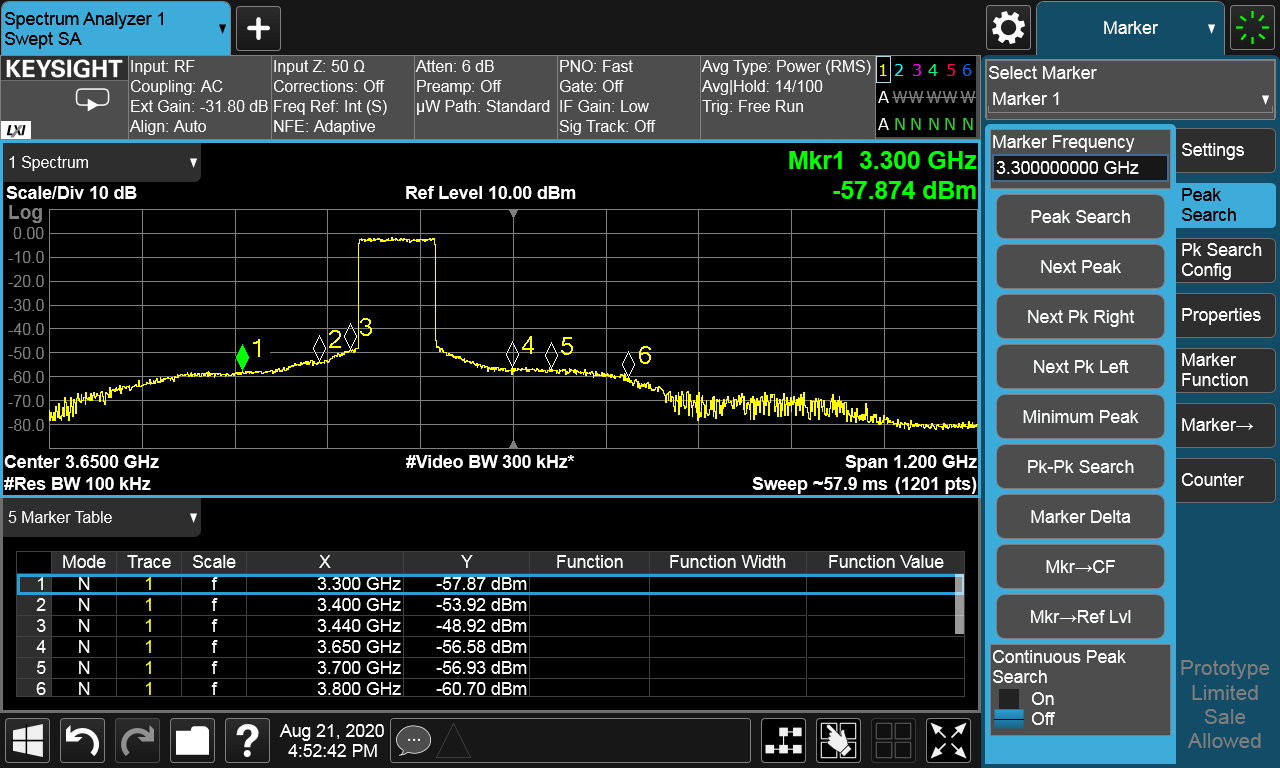 Spectrum Analyzer 1
Swept SA
Marker
KEYSIGHT
LXI
Input: RF
Coupling: AC
Ext Gain: -31.80 dB
Align: Auto
Input Z: 50 Ω
Corrections: Off
Freq Ref: Int (S)
NFE: Adaptive
Atten: 6 dB
Preamp: Off
µW Path: Standard
PNO: Fast
Gate: Off
IF Gain: Low
Sig Track: Off
Avg Type: Power (RMS)
Avg|Hold: 14/100
Trig: Free Run
1 2 3 4 5 6
A W W W W W
A N N N N N
Select Marker
Marker 1
1 Spectrum
Mkr1 3.300 GHz
-57.874 dBm
Scale/Div 10 dB
Ref Level 10.00 dBm
Log
0.00
-10.0
-20.0
-30.0
-40.0
-50.0
-60.0
-70.0
-80.0
1
2
3
4
5
6
Center 3.6500 GHz
#Video BW 300 kHz*
Span 1.200 GHz
#Res BW 100 kHz
Sweep ~57.9 ms (1201 pts)
Marker Frequency
3.300000000 GHz
Peak Search
Next Peak
Next Pk Right
Next Pk Left
Minimum Peak
Pk-Pk Search
Marker Delta
Mkr→CF
Mkr→Ref Lvl
Continuous Peak
Search
On
Off
Settings
Peak
Search
Pk Search
Config
Properties
Marker
Function
Marker→
Counter
Prototype
Limited
Sale
Allowed
5 Marker Table
Mode Trace Scale X Y Function Function Width Function Value
1 N 1 f 3.300 GHz -57.87 dBm
2 N 1 f 3.400 GHz -53.92 dBm
3 N 1 f 3.440 GHz -48.92 dBm
4 N 1 f 3.650 GHz -56.58 dBm
5 N 1 f 3.700 GHz -56.93 dBm
6 N 1 f 3.800 GHz -60.70 dBm
Aug 21, 2020
4:52:42 PM